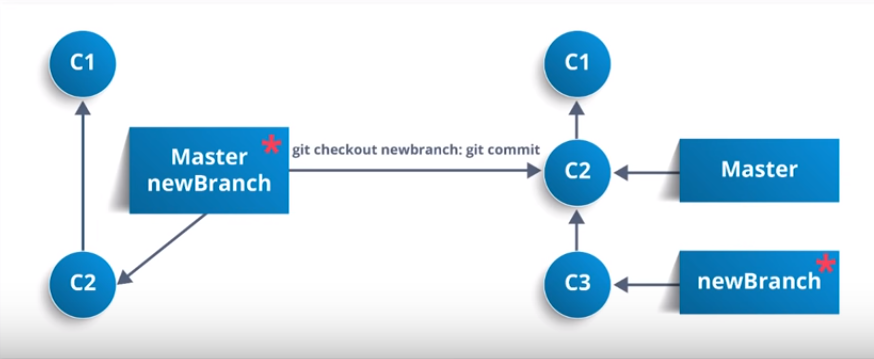 C1
Master *
newBranch
C2
git checkout newbranch: git commit
C1
C2
Master
C3
newBranch *